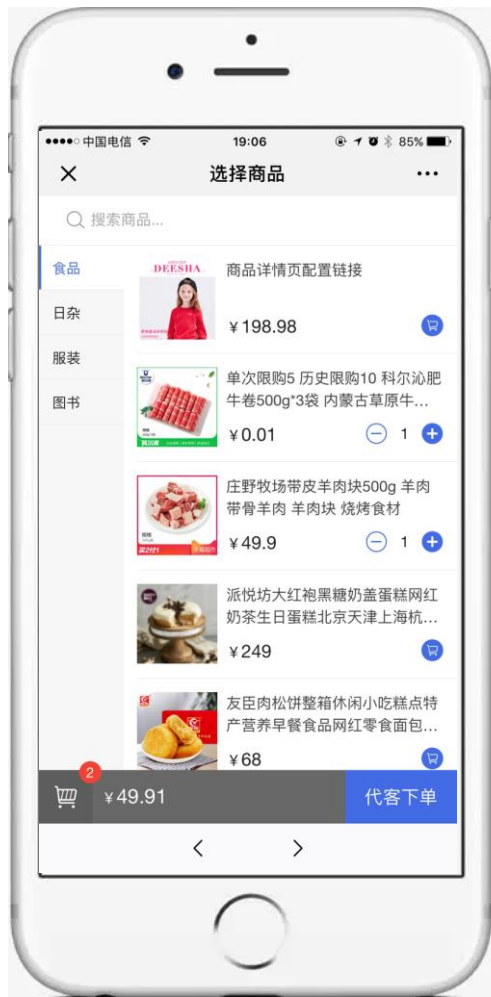 中国电信
19:06
85%
选择商品
搜索商品...
食品
日杂
服装
图书
DEESHA
商品详情页配置链接
¥198.98
单次限购5 历史限购10 科尔沁肥
牛卷500g*3袋 内蒙古草原牛...
¥0.01
1
庄野牧场带皮羊肉块500g 羊肉
带骨羊肉 羊肉块 烧烤食材
¥49.9
1
买2付1
派悦坊大红袍黑糖奶盖蛋糕网红
奶茶生日蛋糕北京天津上海杭...
¥249
友臣肉松饼整箱休闲小吃糕点特
产营养早餐食品网红零食面包...
¥68
2
¥49.91
代客下单